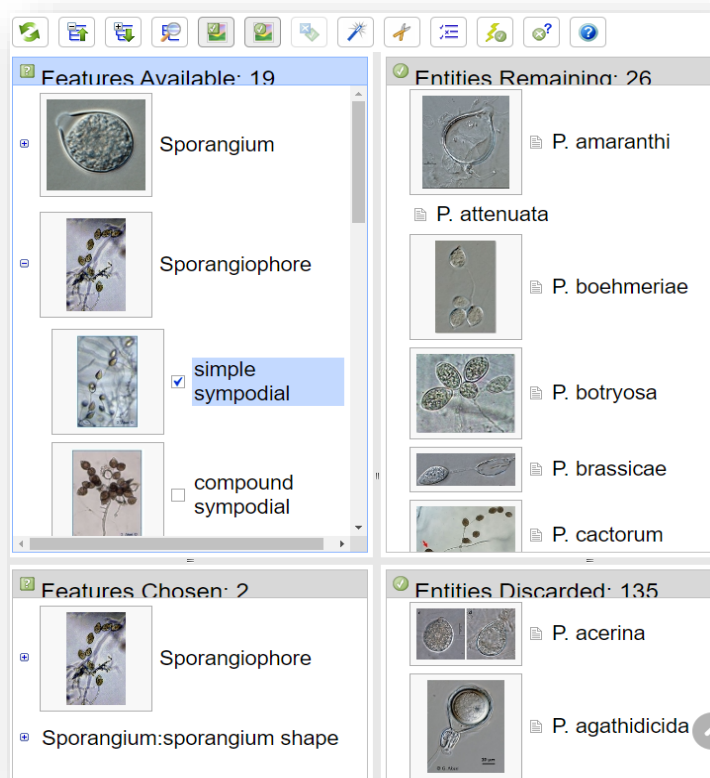 Features Available: 19
Sporangium
Sporangiophore
simple
sympodial
compound
sympodial
Entities Remaining: 26
P. amaranthi
P. attenuata
P. boehmeriae
P. botryosa
P. brassicae
P. cactorum
Features Chosen: 2
Sporangiophore
Sporangium:sporangium shape
Entities Discarded: 135
P. acerina
P. agathidicida